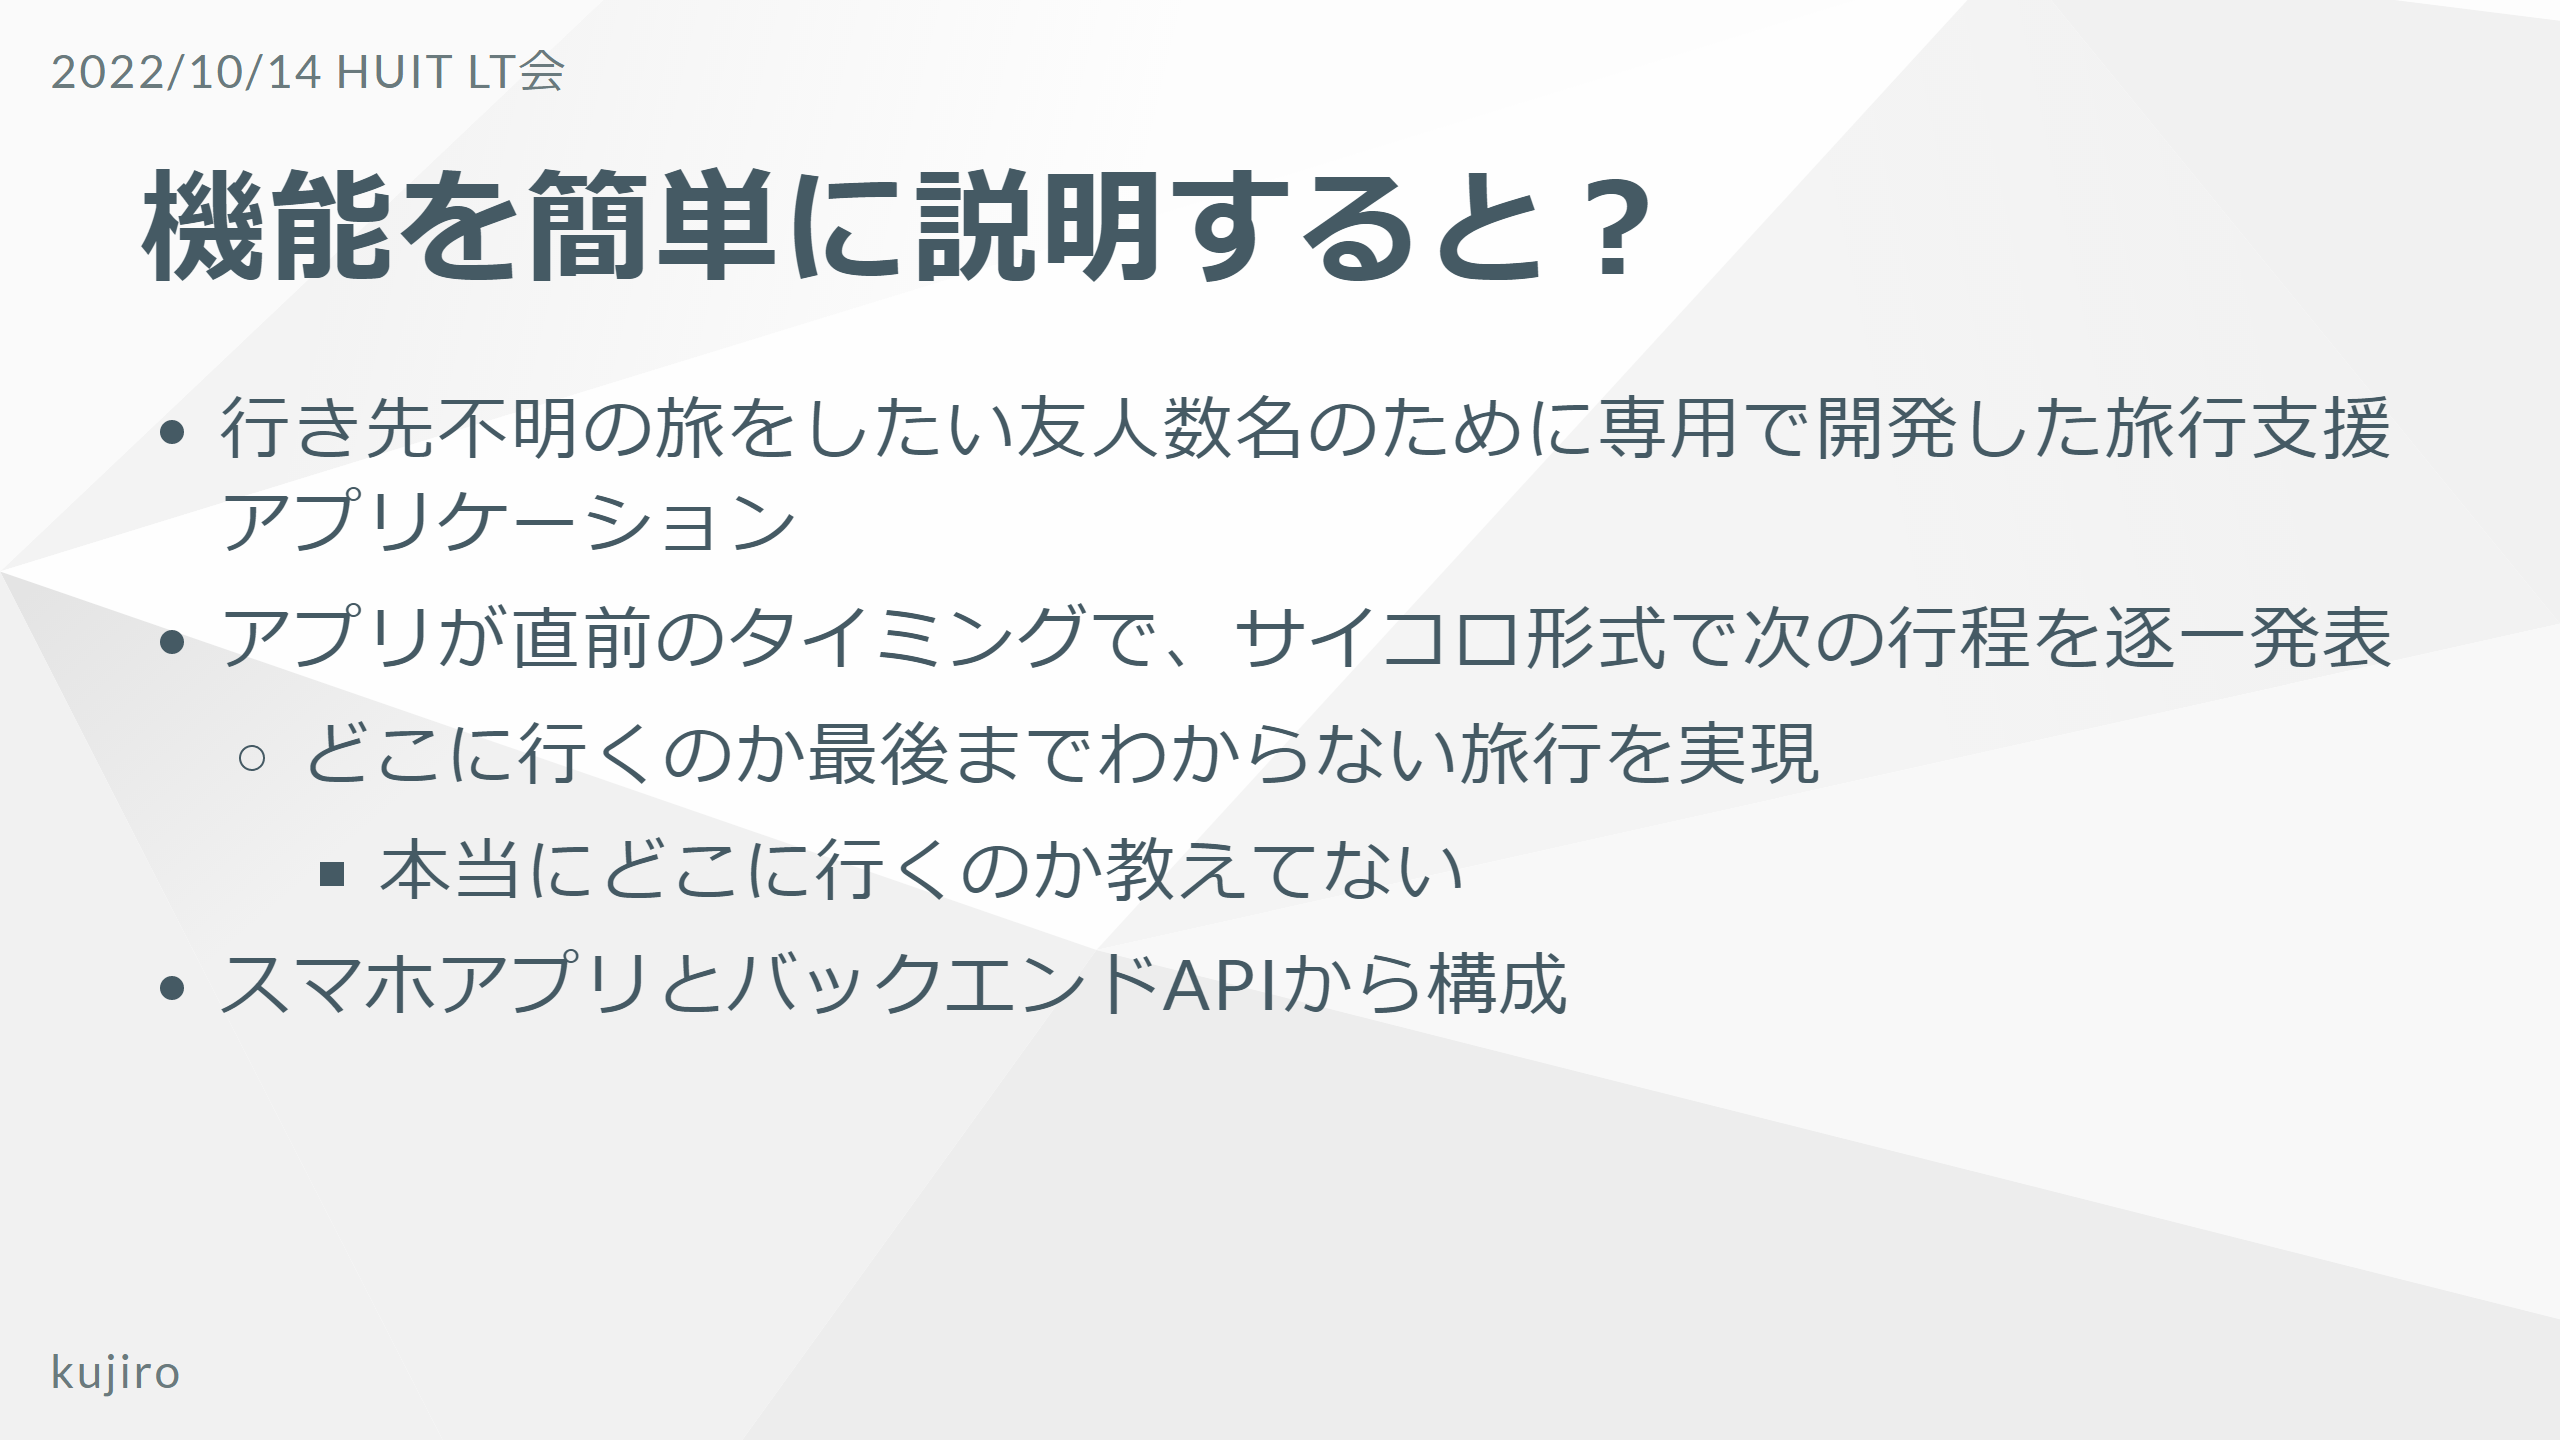 2022/10/14 HUIT LT会
機能を簡単に説明すると？
• 行き先不明の旅をしたい友人数名のために専用で開発した旅行支援
アプリケーション
• アプリが直前のタイミングで、サイコロ形式で次の行程を逐一発表
○ どこに行くのか最後までわからない旅行を実現
■ 本当にどこに行くのか教えてない
• スマホアプリとバックエンドAPIから構成
kujiro